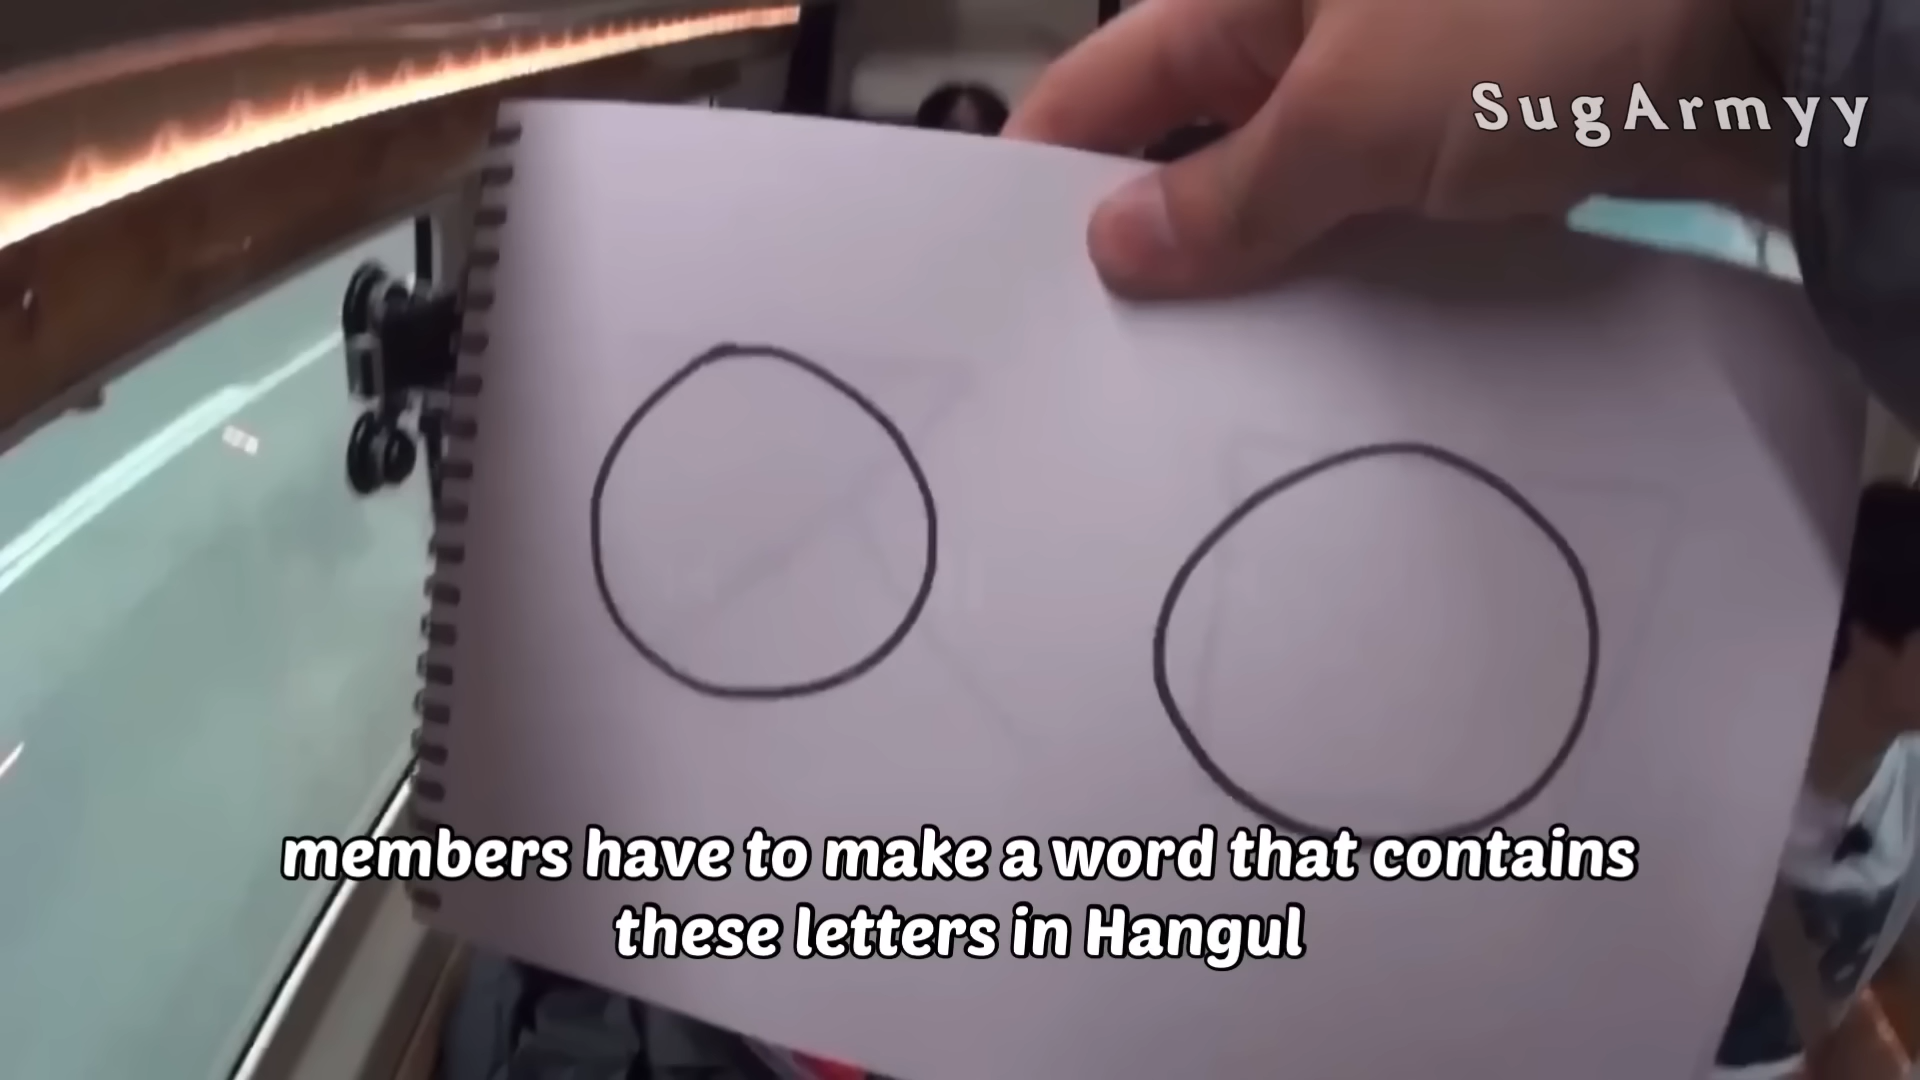 SugArmyy
ㅇ ㅇ
members have to make a word that contains
these letters in Hangul